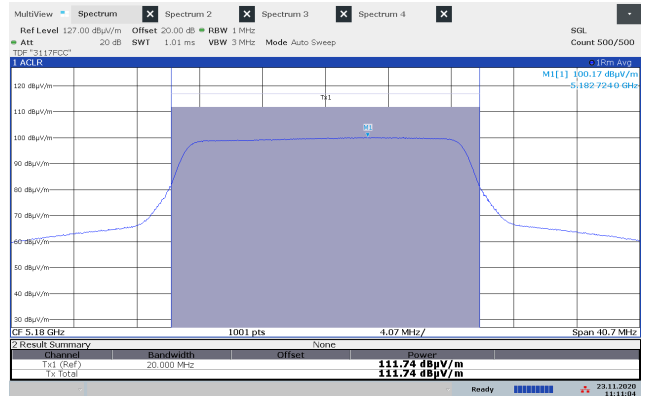 MultiView Spectrum Spectrum 2 Spectrum 3 Spectrum 4
Ref Level 127.00 dBµV/m Offset 20.00 dB RBW 1 MHz SGL
Att 20 dB SWT 1.01 ms VBW 3 MHz Mode Auto Sweep Count 500/500
TDF "3117FCC"
1 ACLR 1Rm Avg
M1[1] 100.17 dBµV/m
5.1827240 GHz
120 dBµV/m
Tx1
110 dBµV/m
M1
100 dBµV/m
90 dBµV/m
80 dBµV/m
70 dBµV/m
60 dBµV/m
50 dBµV/m
40 dBµV/m
30 dBµV/m
CF 5.18 GHz 1001 pts 4.07 MHz/ Span 40.7 MHz
2 Result Summary None
Channel Bandwidth Offset Power
Tx1 (Ref) 20.000 MHz 111.74 dBµV/m
Tx Total 111.74 dBµV/m
Ready 23.11.2020
11:11:04